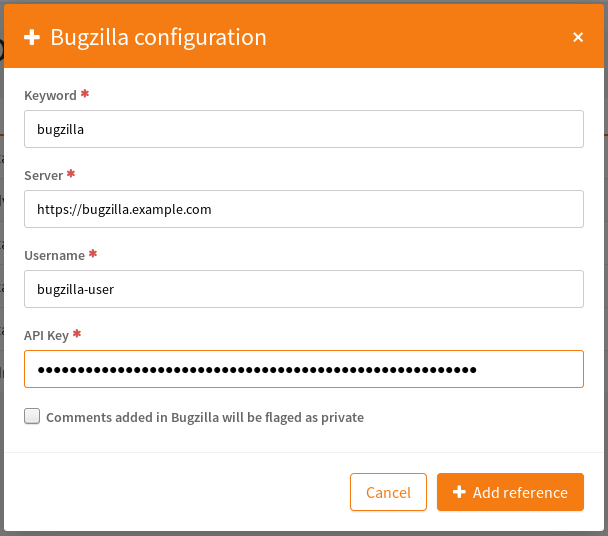 Bugzilla configuration
Keyword *
bugzilla
Server *
https://bugzilla.example.com
Username *
bugzilla-user
API Key *
•••••••••••••••••••••••••••••••••••••••••••••••••••••••
Comments added in Bugzilla will be flaged as private
Cancel
Add reference